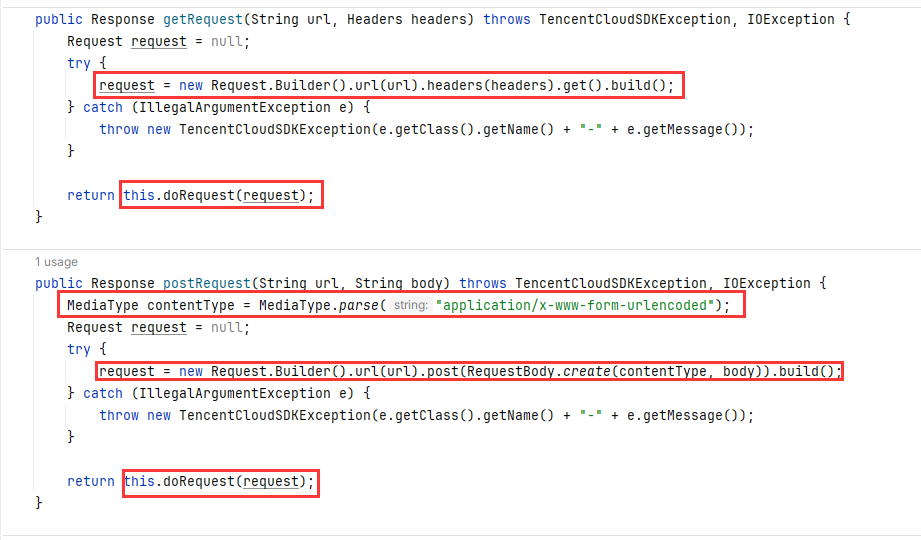 public Response getRequest(String url, Headers headers) throws TencentCloudSDKException, IOException {
Request request = null;
try {
request = new Request.Builder().url(url).headers(headers).get().build();
} catch (IllegalArgumentException e) {
throw new TencentCloudSDKException(e.getClass().getName() + "-" + e.getMessage());
}
return this.doRequest(request);
}
1 usage
public Response postRequest(String url, String body) throws TencentCloudSDKException, IOException {
MediaType contentType = MediaType.parse( string: "application/x-www-form-urlencoded");
Request request = null;
try {
request = new Request.Builder().url(url).post(RequestBody.create(contentType, body)).build();
} catch (IllegalArgumentException e) {
throw new TencentCloudSDKException(e.getClass().getName() + "-" + e.getMessage());
}
return this.doRequest(request);
}